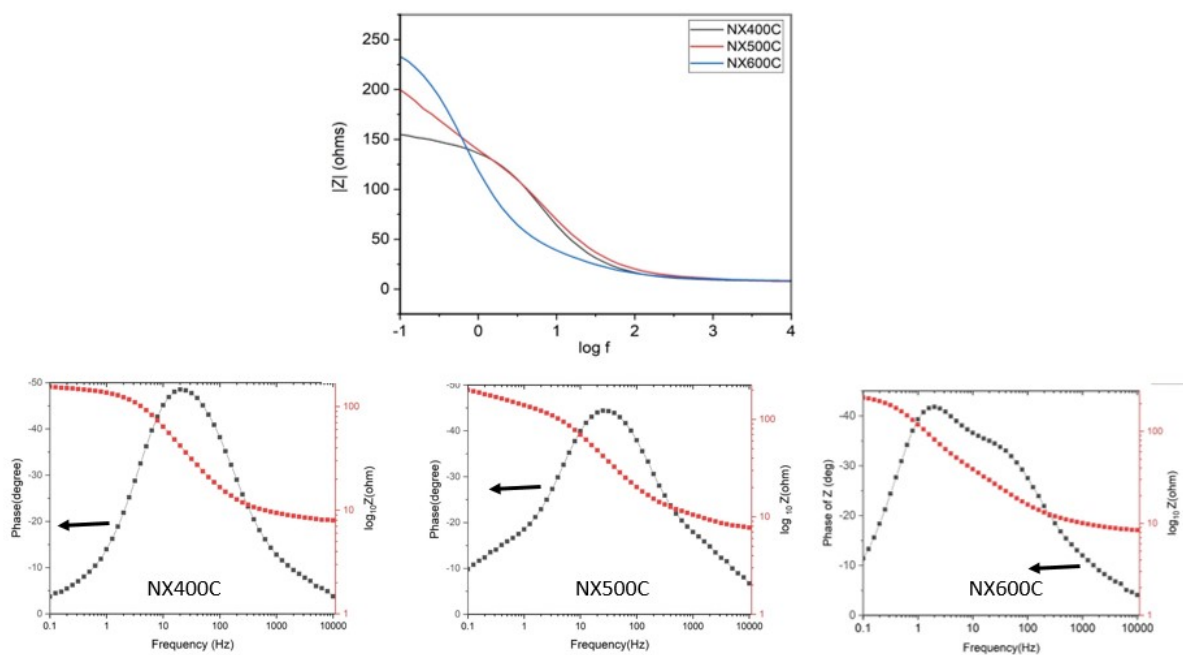 NX400C
NX500C
NX600C
250
200
150
100
50
0
|Z| (ohms)
-1 0 1 2 3 4
log f
-50
-40
-30
-20
-10
0
Phase(degree)
100
10
1
log₁₀Z(ohm)
NX400C
0.1 1 10 100 1000 10000
Frequency (Hz)
-50
-40
-30
-20
-10
0
Phase(degree)
100
10
1
log ₁₀ Z(ohm)
NX500C
0.1 1 10 100 1000 10000
Frequency(Hz)
-40
-30
-20
-10
0
Phase of Z (deg)
100
10
1
log₁₀ Z(ohm)
NX600C
0.1 1 10 100 1000 10000
Frequency(Hz)